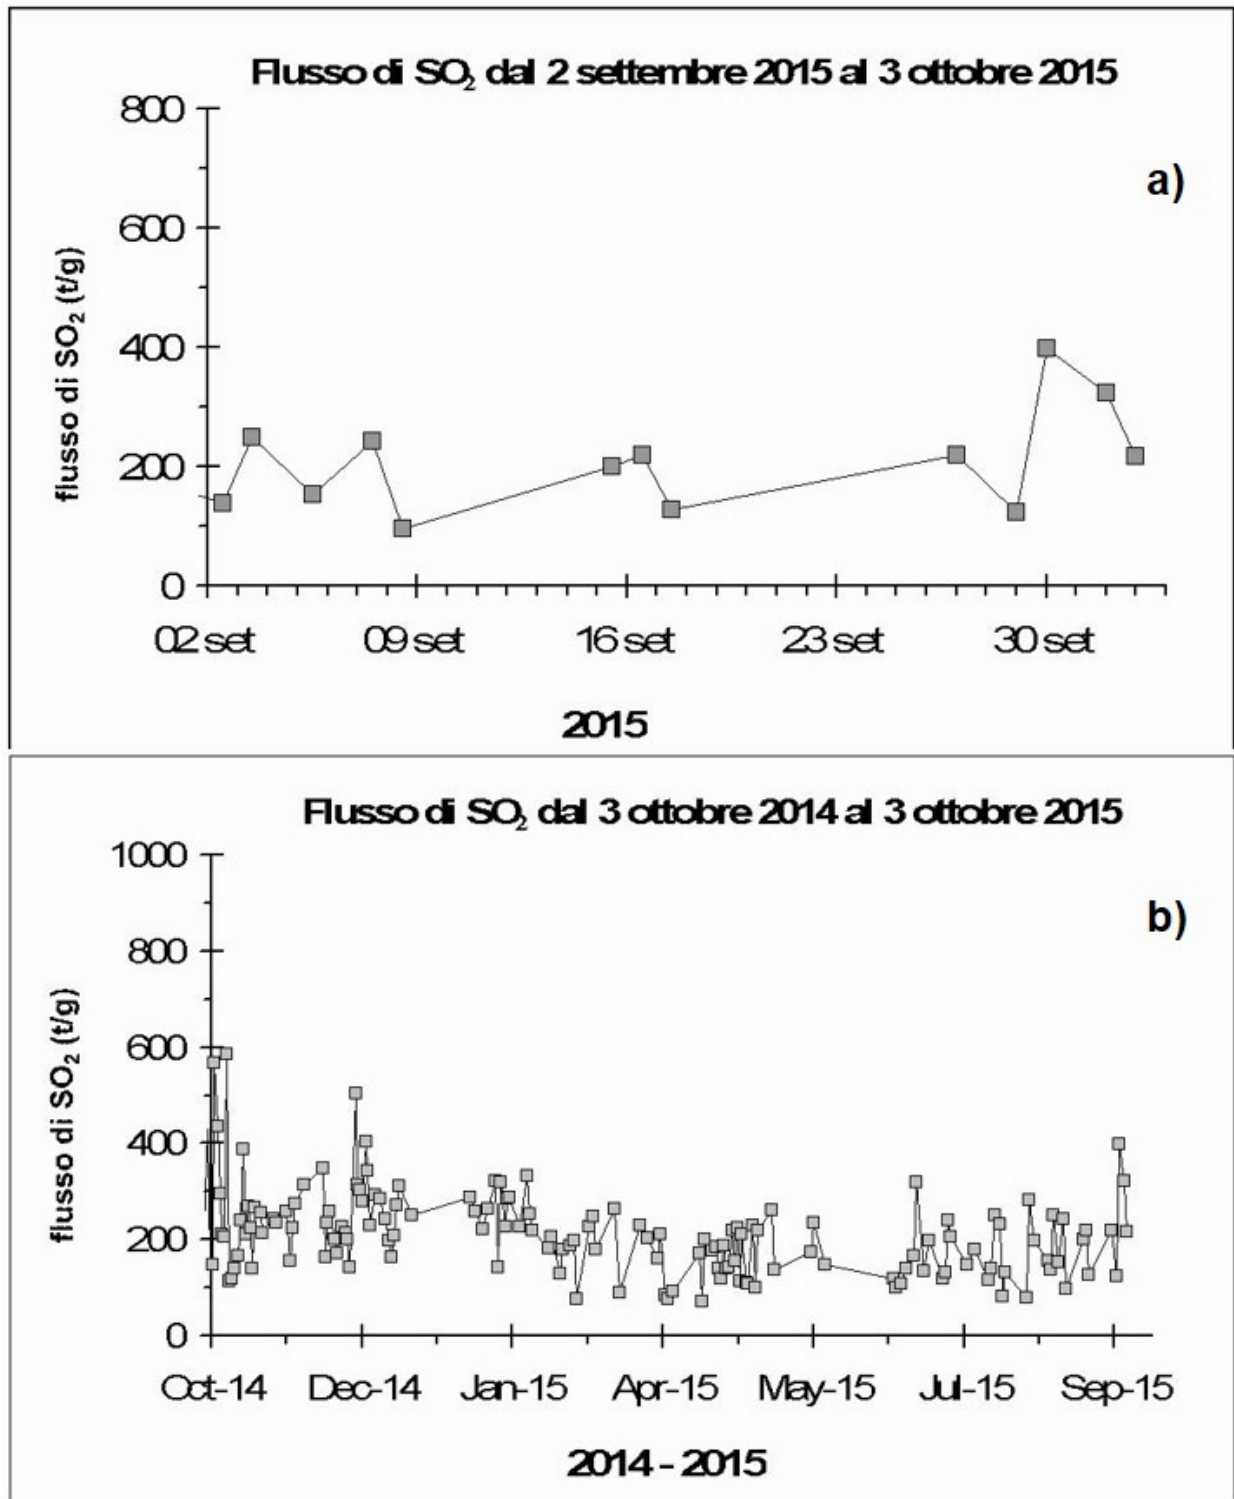 Flusso di SO₂ dal 2 settembre 2015 al 3 ottobre 2015
a)
flusso di SO₂ (t/g)
800
600
400
200
0
02 set 09 set 16 set 23 set 30 set
2015
Flusso di SO₂ dal 3 ottobre 2014 al 3 ottobre 2015
b)
flusso di SO₂ (t/g)
1000
800
600
400
200
0
Oct-14 Dec-14 Jan-15 Apr-15 May-15 Jul-15 Sep-15
2014 - 2015